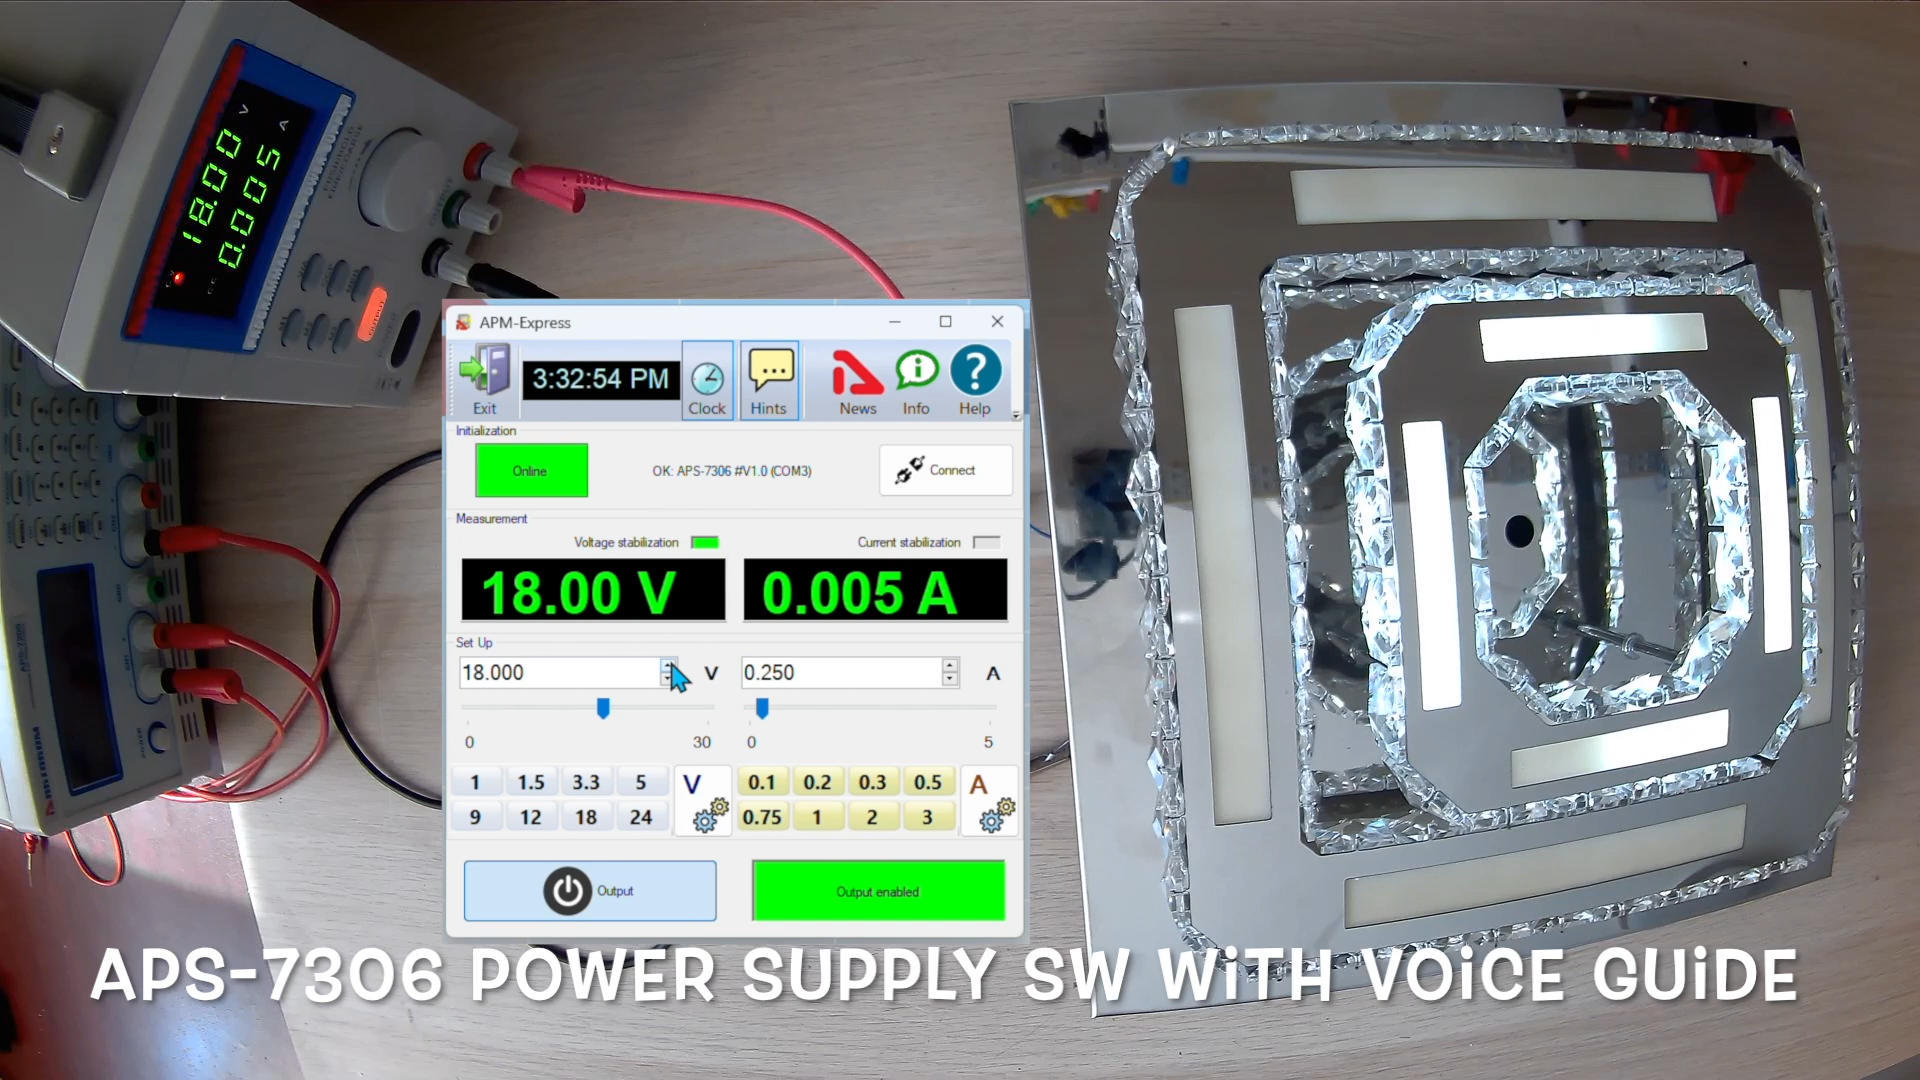 18.00 V
0.005 A
OUTPUT
APM-Express
Exit
3:32:54 PM
Clock
Hints
News
Info
Help
Initialization
Online
OK: APS-7306 #V1.0 (COM3)
Connect
Measurement
Voltage stabilization
Current stabilization
18.00 V
0.005 A
Set Up
18.000 V
0.250 A
0 30
0 5
1 1.5 3.3 5 V
9 12 18 24
0.1 0.2 0.3 0.5 A
0.75 1 2 3
Output
Output enabled
APS-7306 POWER SUPPLY SW WiTH VOiCE GUiDE